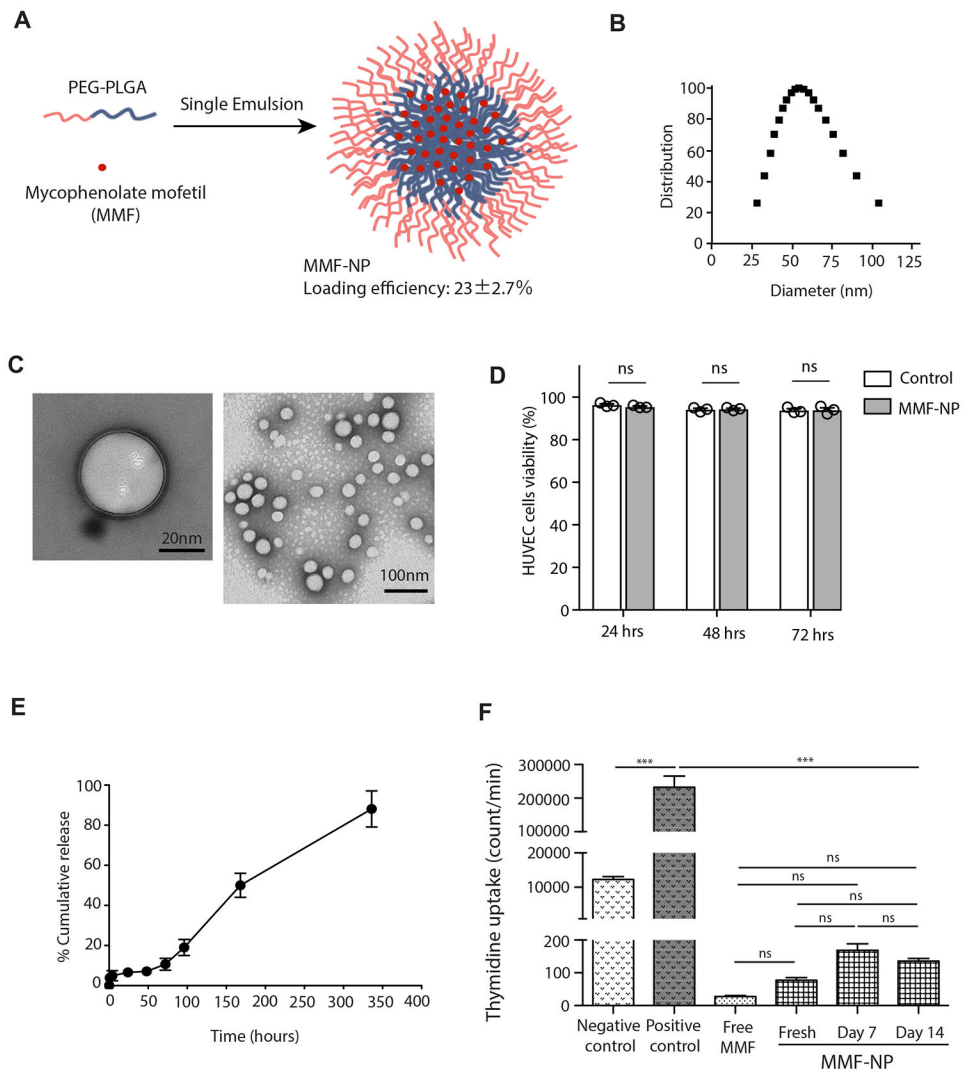 A
PEG-PLGA
Single Emulsion
Mycophenolate mofetil
(MMF)
MMF-NP
Loading efficiency: 23±2.7%
B
Distribution
100
80
60
40
20
0
0 25 50 75 100 125
Diameter (nm)
C
20nm
100nm
D
HUVEC cells viability (%)
100
80
60
40
20
0
ns ns ns
Control
MMF-NP
24 hrs 48 hrs 72 hrs
E
% Cumulative release
100
80
60
40
20
0
0 50 100 150 200 250 300 350 400
Time (hours)
F
Thymidine uptake (count/min)
300000
200000
100000
20000
10000
200
100
0
*** ***
ns
ns
ns
ns ns
ns
Negative
control
Positive
control
Free
MMF
Fresh Day 7 Day 14
MMF-NP